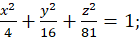 x²/4 + y²/16 + z²/81 = 1;